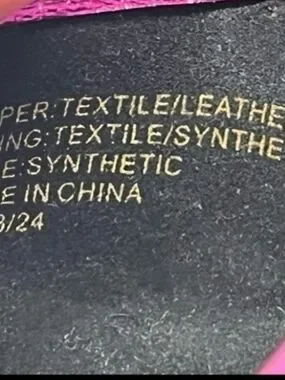 PER:TEXTILE/LEATHE
NG:TEXTILE/SYNTHE
E:SYNTHETIC
E IN CHINA
3/24